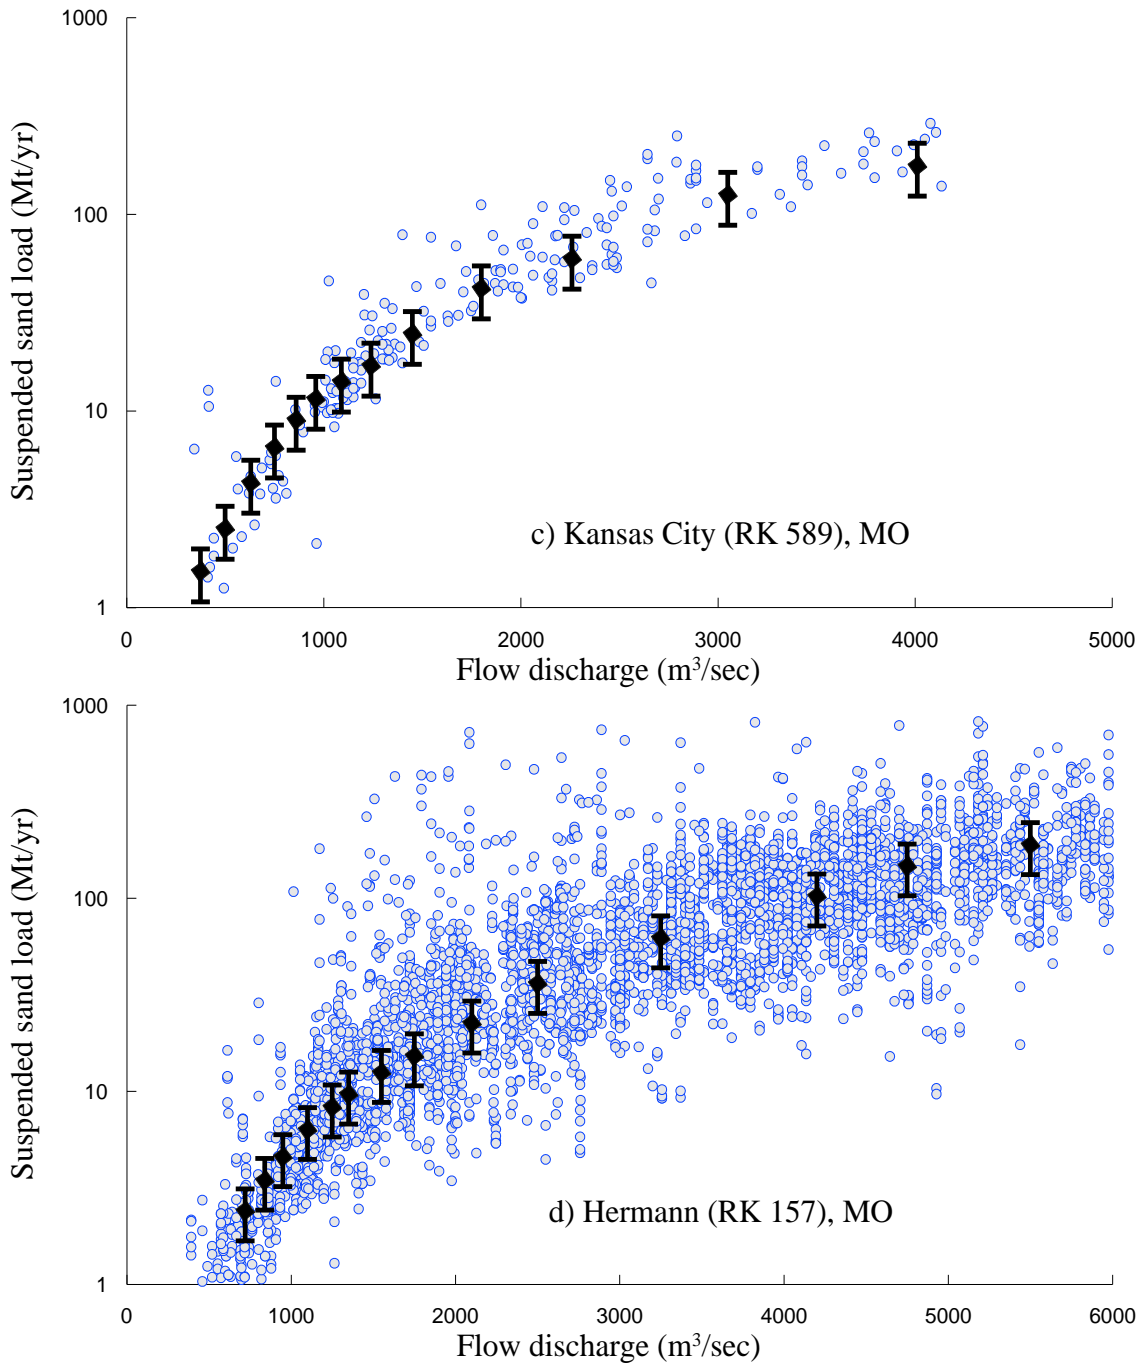 1000
100
10
1
Suspended sand load (Mt/yr)
c) Kansas City (RK 589), MO
0 1000 2000 3000 4000 5000
Flow discharge (m³/sec)
1000
100
10
1
Suspended sand load (Mt/yr)
d) Hermann (RK 157), MO
0 1000 2000 3000 4000 5000 6000
Flow discharge (m³/sec)